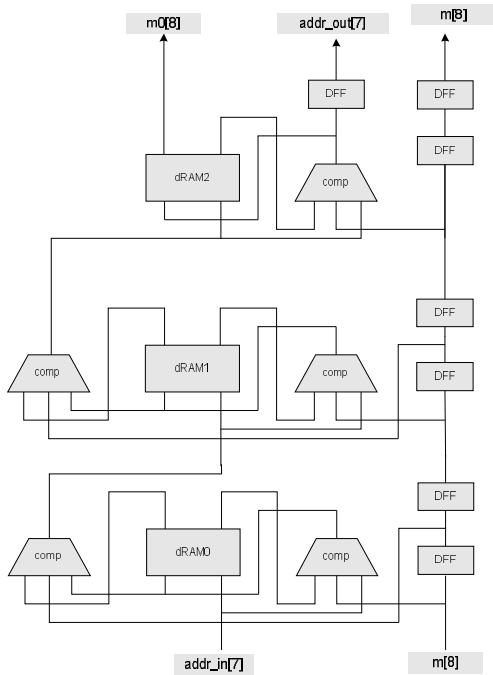 m0[8] addr_out[7] m[8]
DFF DFF
DFF
dRAM2 comp
DFF
comp dRAM1 comp DFF
DFF
comp dRAM0 comp DFF
addr_in[7] m[8]